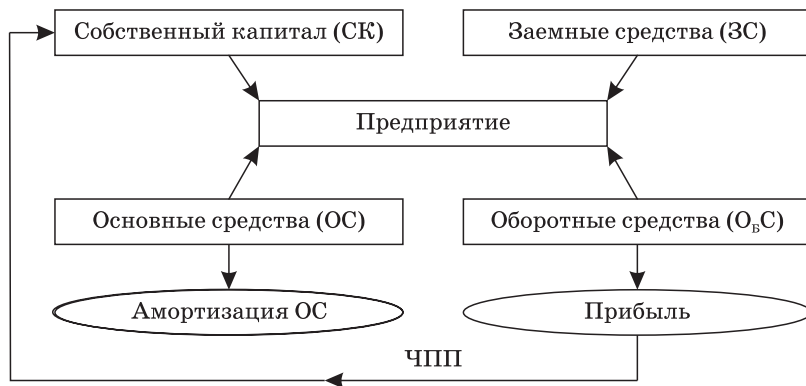 Собственный капитал (СК)
Заемные средства (ЗС)
Предприятие
Основные средства (ОС)
Оборотные средства (ОБС)
Амортизация ОС
Прибыль
ЧПП